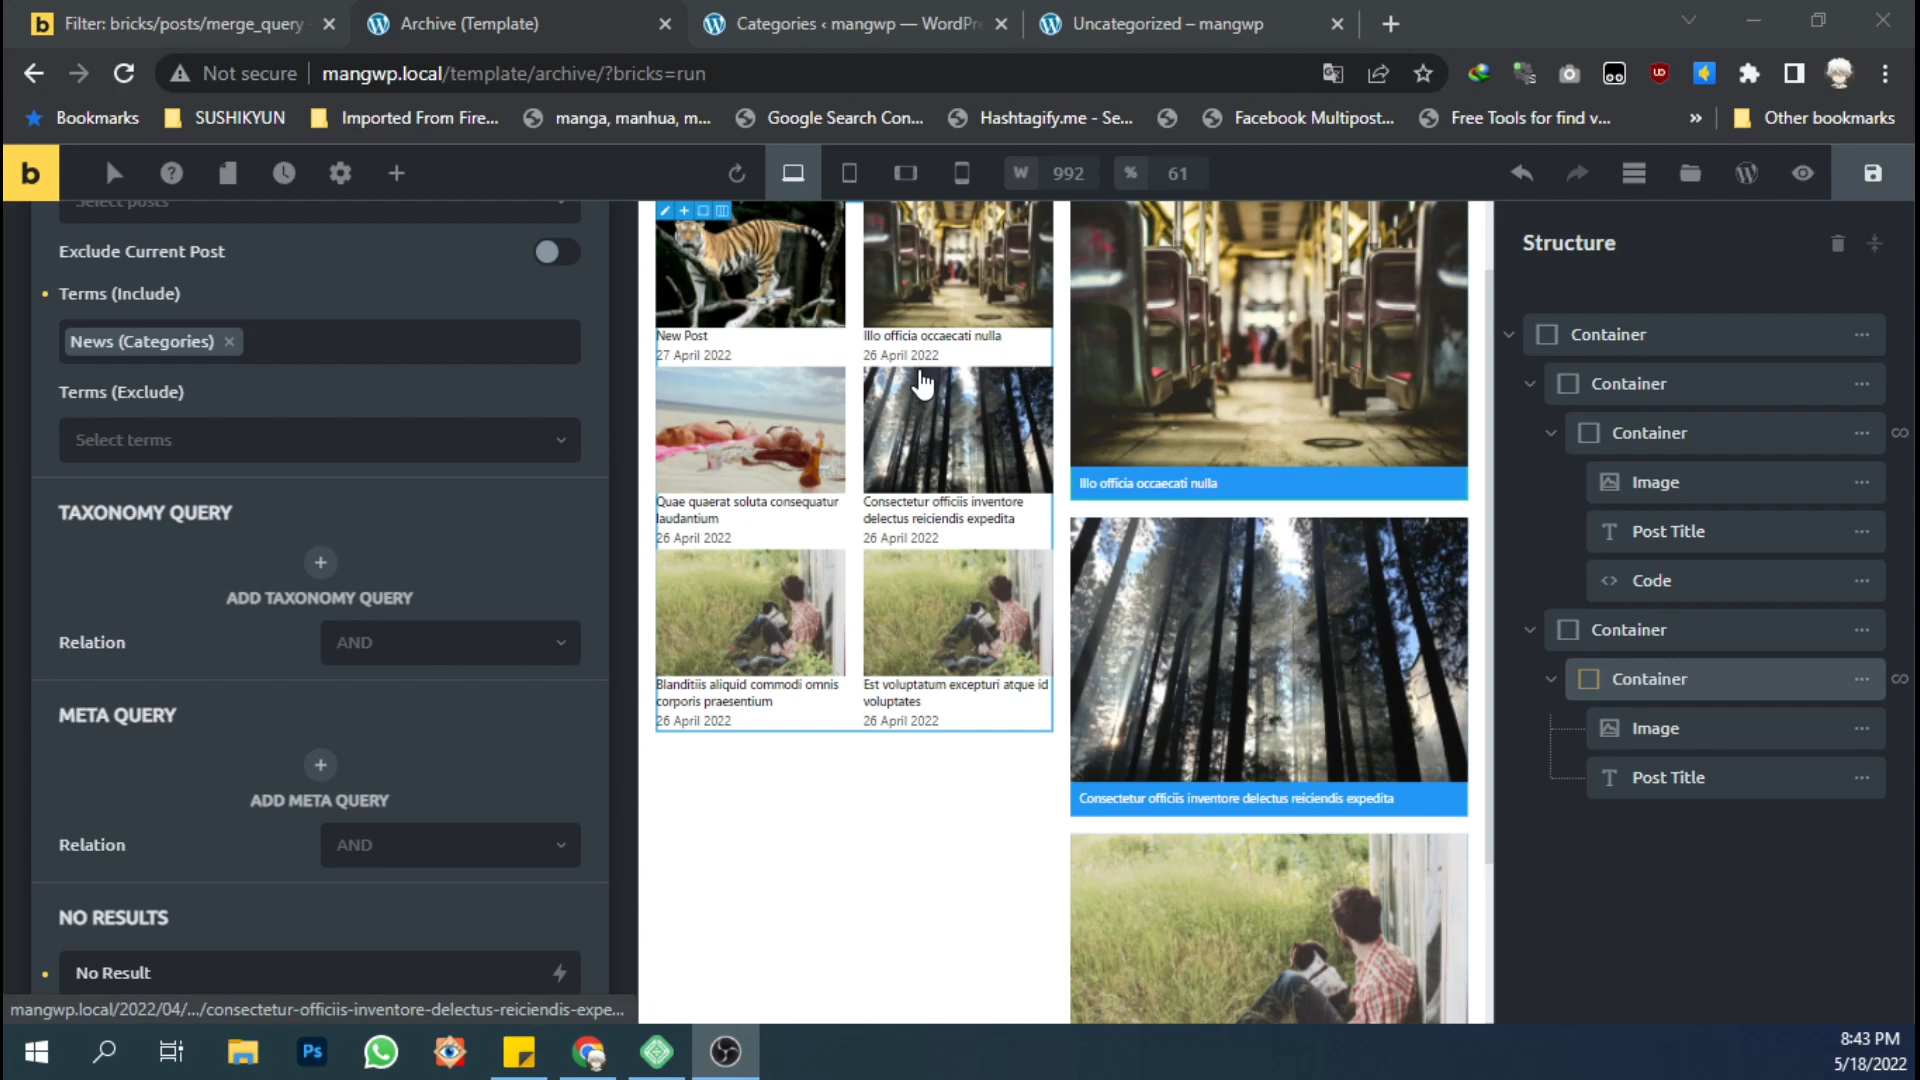 Filter: bricks/posts/merge_query
Archive (Template)
Categories ‹ mangwp — WordPre
Uncategorized – mangwp
Not secure
mangwp.local/template/archive/?bricks=run
Bookmarks
SUSHIKYUN
Imported From Fire...
manga, manhua, m...
Google Search Con...
Hashtagify.me - Se...
Facebook Multipost...
Free Tools for find v...
»
Other bookmarks
b
W 992
% 61
Select posts
Exclude Current Post
Terms (Include)
News (Categories) ×
Terms (Exclude)
Select terms
TAXONOMY QUERY
ADD TAXONOMY QUERY
Relation
AND
META QUERY
ADD META QUERY
Relation
AND
NO RESULTS
No Result
mangwp.local/2022/04/.../consectetur-officiis-inventore-delectus-reiciendis-expe...
New Post
27 April 2022
Illo officia occaecati nulla
26 April 2022
Quae quaerat soluta consequatur
laudantium
26 April 2022
Consectetur officiis inventore
delectus reiciendis expedita
26 April 2022
Blanditiis aliquid commodi omnis
corporis praesentium
26 April 2022
Est voluptatum excepturi atque id
voluptates
26 April 2022
Illo officia occaecati nulla
Consectetur officiis inventore delectus reiciendis expedita
Structure
Container
Container
Container
Image
Post Title
Code
Container
Container
Image
Post Title
Ps
8:43 PM
5/18/2022